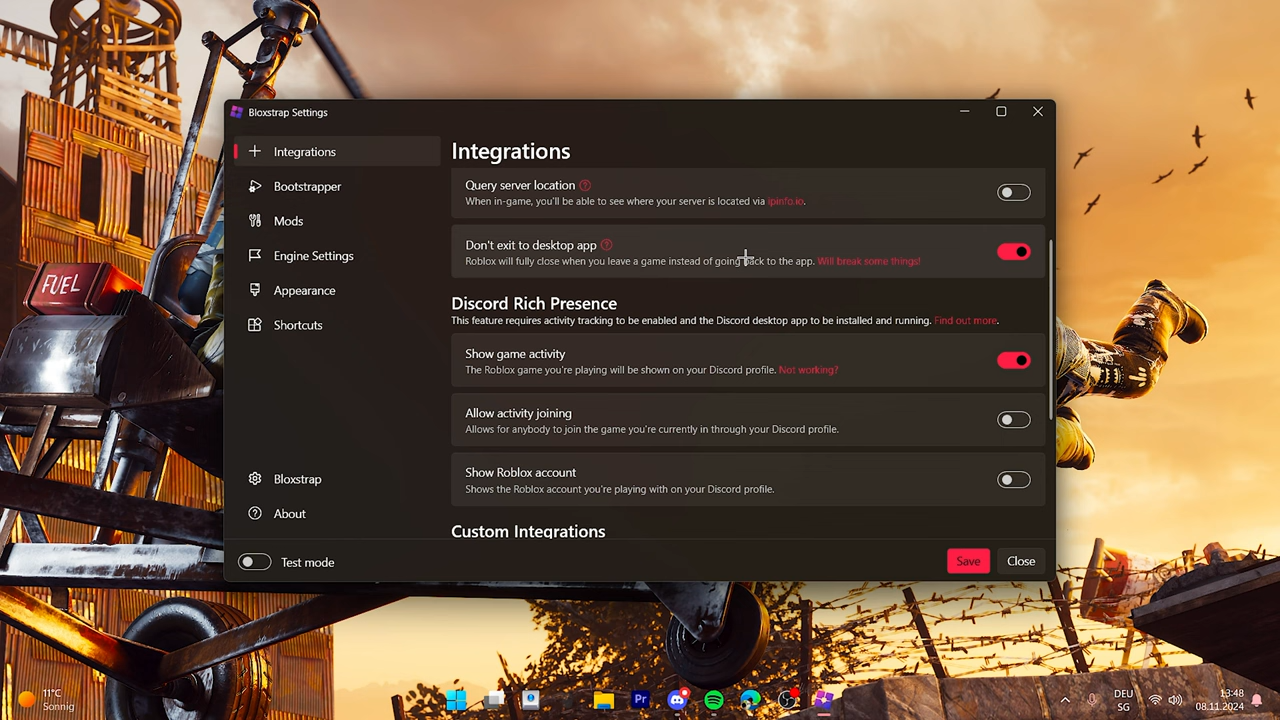 Bloxstrap Settings
Integrations
Bootstrapper
Mods
Engine Settings
Appearance
Shortcuts
Bloxstrap
About
Test mode
Integrations
Query server location
When in-game, you'll be able to see where your server is located via ipinfo.io.
Don't exit to desktop app
Roblox will fully close when you leave a game instead of going back to the app. Will break some things!
Discord Rich Presence
This feature requires activity tracking to be enabled and the Discord desktop app to be installed and running. Find out more.
Show game activity
The Roblox game you're playing will be shown on your Discord profile. Not working?
Allow activity joining
Allows for anybody to join the game you're currently in through your Discord profile.
Show Roblox account
Shows the Roblox account you're playing with on your Discord profile.
Custom Integrations
Save
Close
FUEL
11°C
Sonnig
Pr
DEU
SG
13:48
08.11.2024